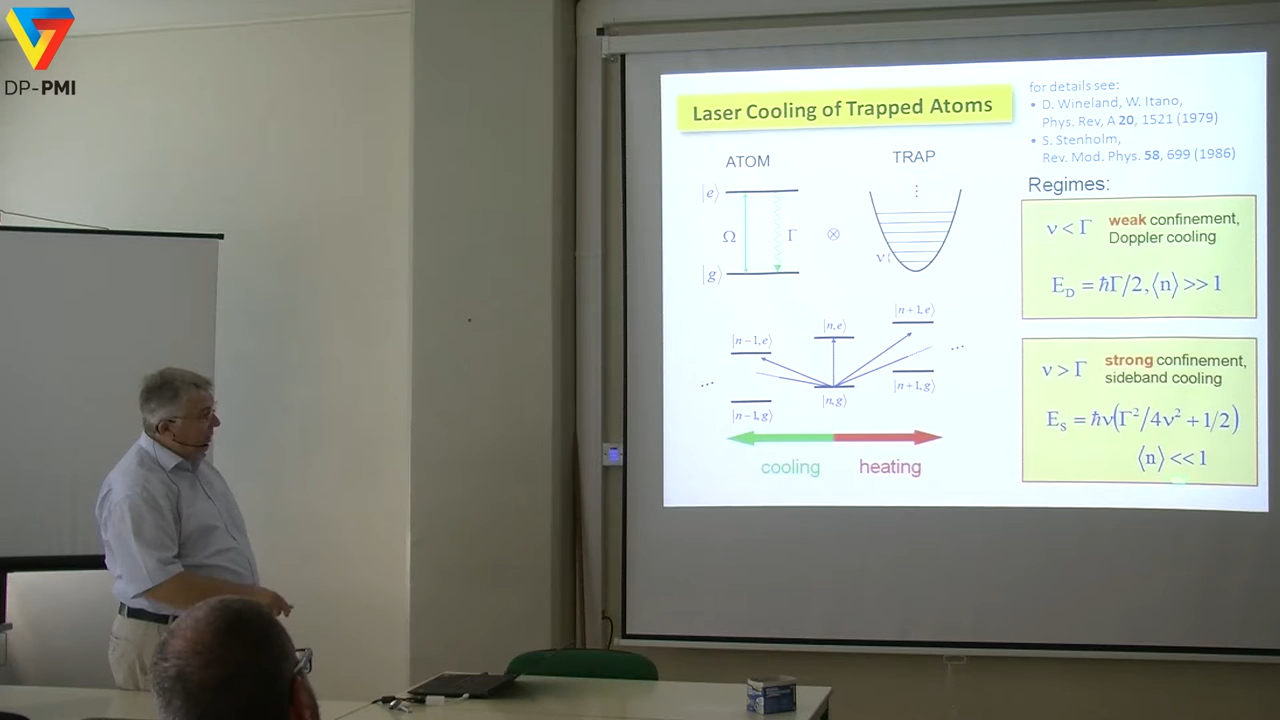 DP-PMI
Laser Cooling of Trapped Atoms
for details see:
• D. Wineland, W. Itano,
Phys. Rev, A 20, 1521 (1979)
• S. Stenholm,
Rev. Mod. Phys. 58, 699 (1986)
ATOM
TRAP
|e⟩
Ω
Γ
⊗
ν
|g⟩
⋮
|n−1,e⟩
|n,e⟩
|n+1,e⟩
...
...
|n−1,g⟩
|n,g⟩
|n+1,g⟩
cooling
heating
Regimes:
ν < Γ weak confinement,
Doppler cooling
E_D = ħΓ/2, ⟨n⟩ >> 1
ν > Γ strong confinement,
sideband cooling
E_S = ħν(Γ²/4ν² + 1/2)
⟨n⟩ << 1